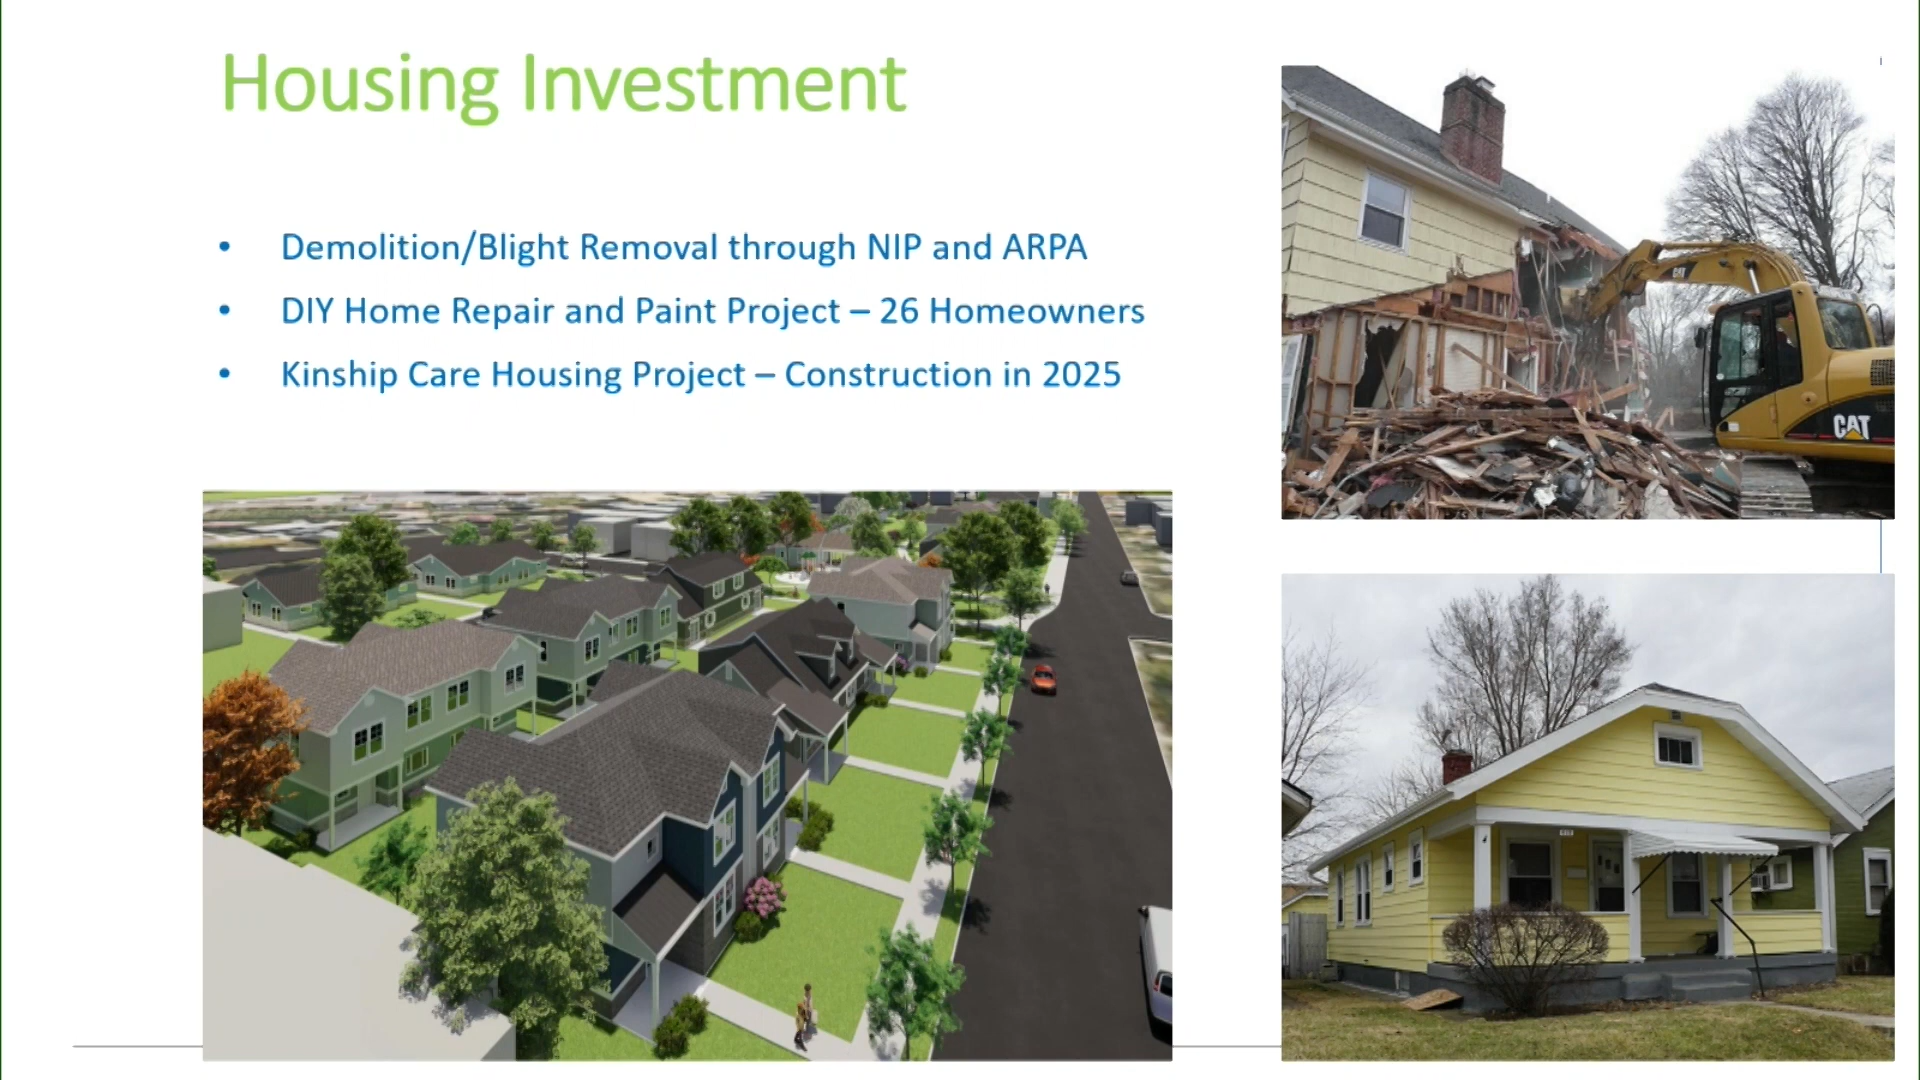 Housing Investment
• Demolition/Blight Removal through NIP and ARPA
• DIY Home Repair and Paint Project – 26 Homeowners
• Kinship Care Housing Project – Construction in 2025
CAT
CAT